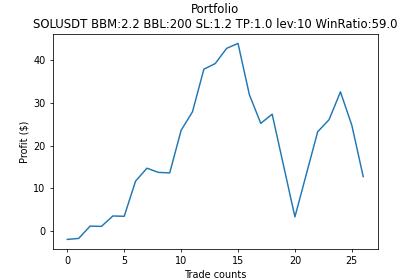 Portfolio
SOLUSDT BBM:2.2 BBL:200 SL:1.2 TP:1.0 lev:10 WinRatio:59.0
Profit ($)
40
30
20
10
0
0 5 10 15 20 25
Trade counts